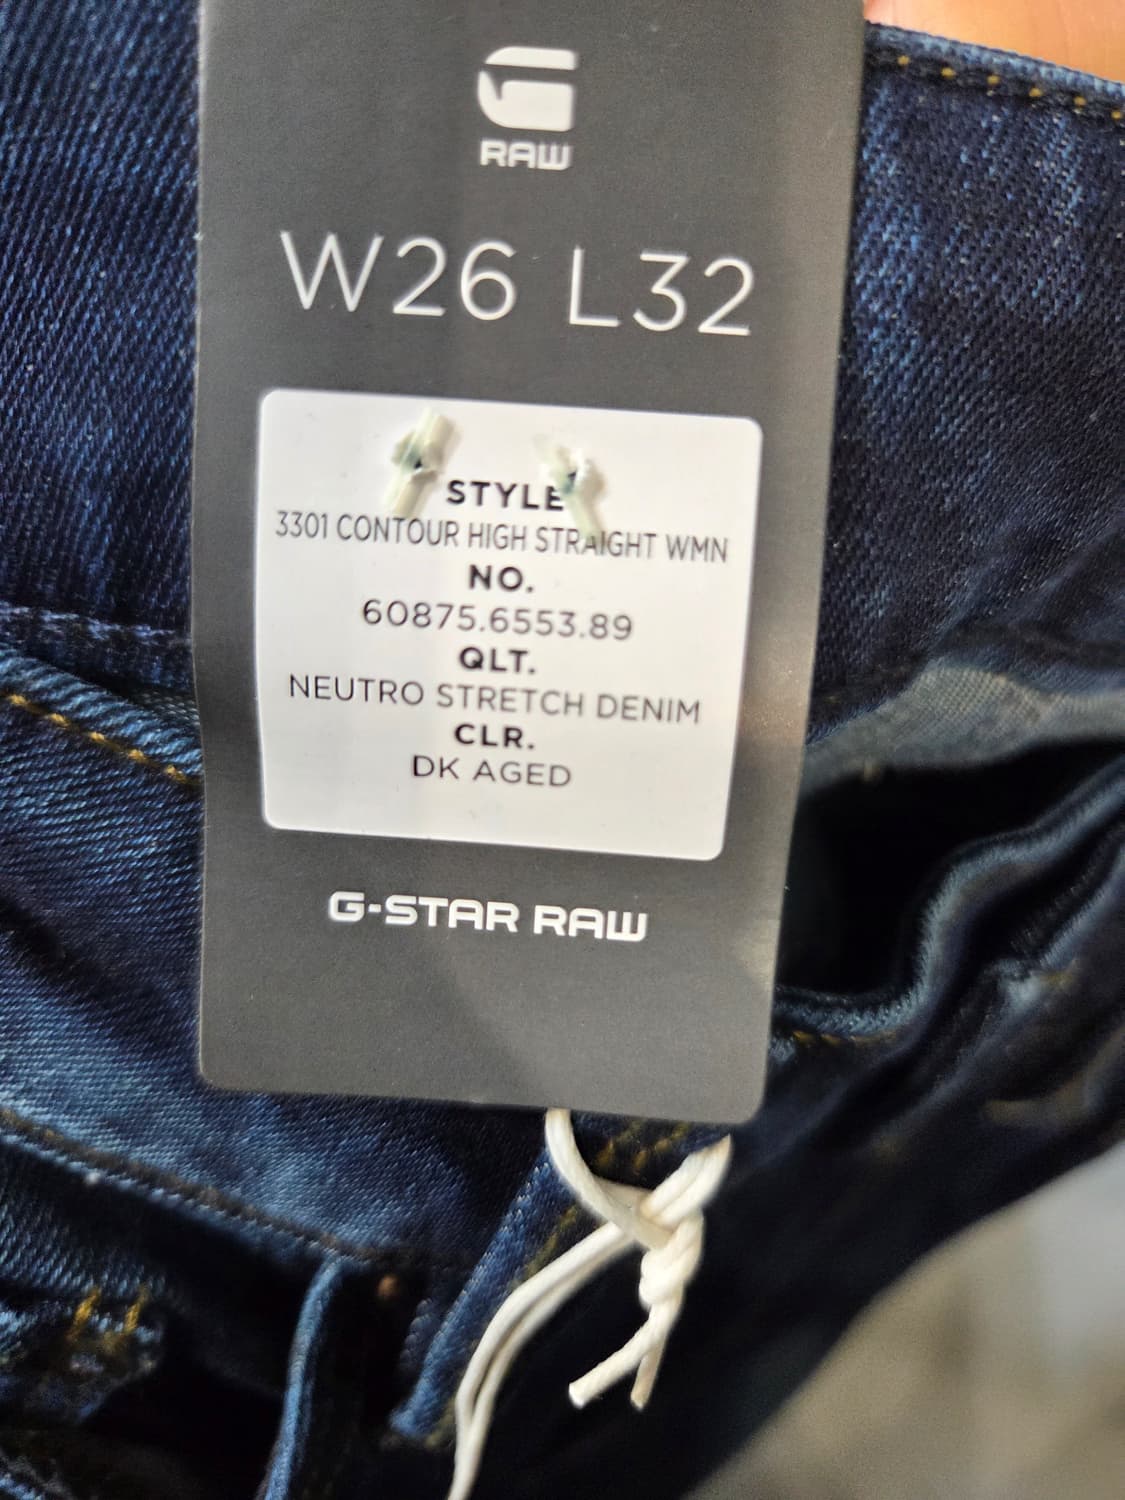 RAW
W26 L32
STYLE
3301 CONTOUR HIGH STRAIGHT WMN
NO.
60875.6553.89
QLT.
NEUTRO STRETCH DENIM
CLR.
DK AGED
G-STAR RAW